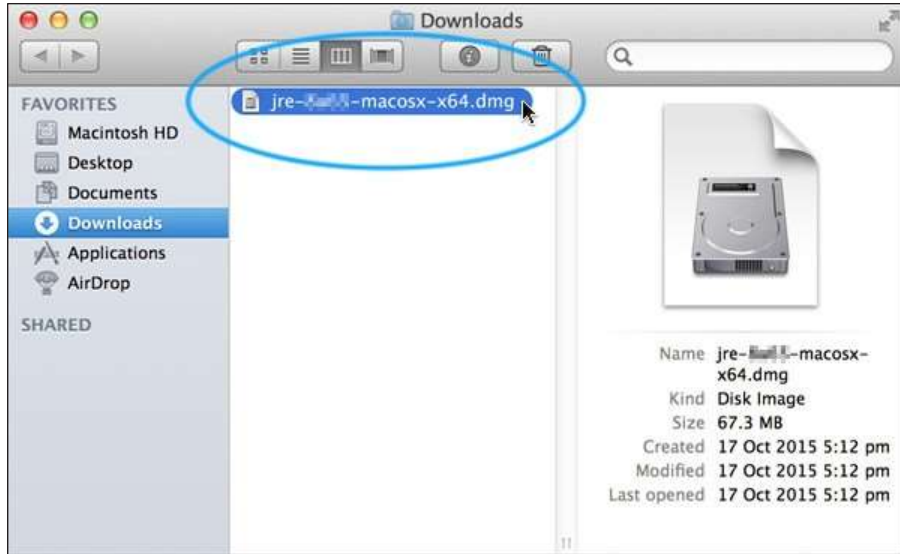 Downloads
FAVORITES
Macintosh HD
Desktop
Documents
Downloads
Applications
AirDrop
SHARED
jre- -macosx-x64.dmg
Name jre- -macosx-
x64.dmg
Kind Disk Image
Size 67.3 MB
Created 17 Oct 2015 5:12 pm
Modified 17 Oct 2015 5:12 pm
Last opened 17 Oct 2015 5:12 pm